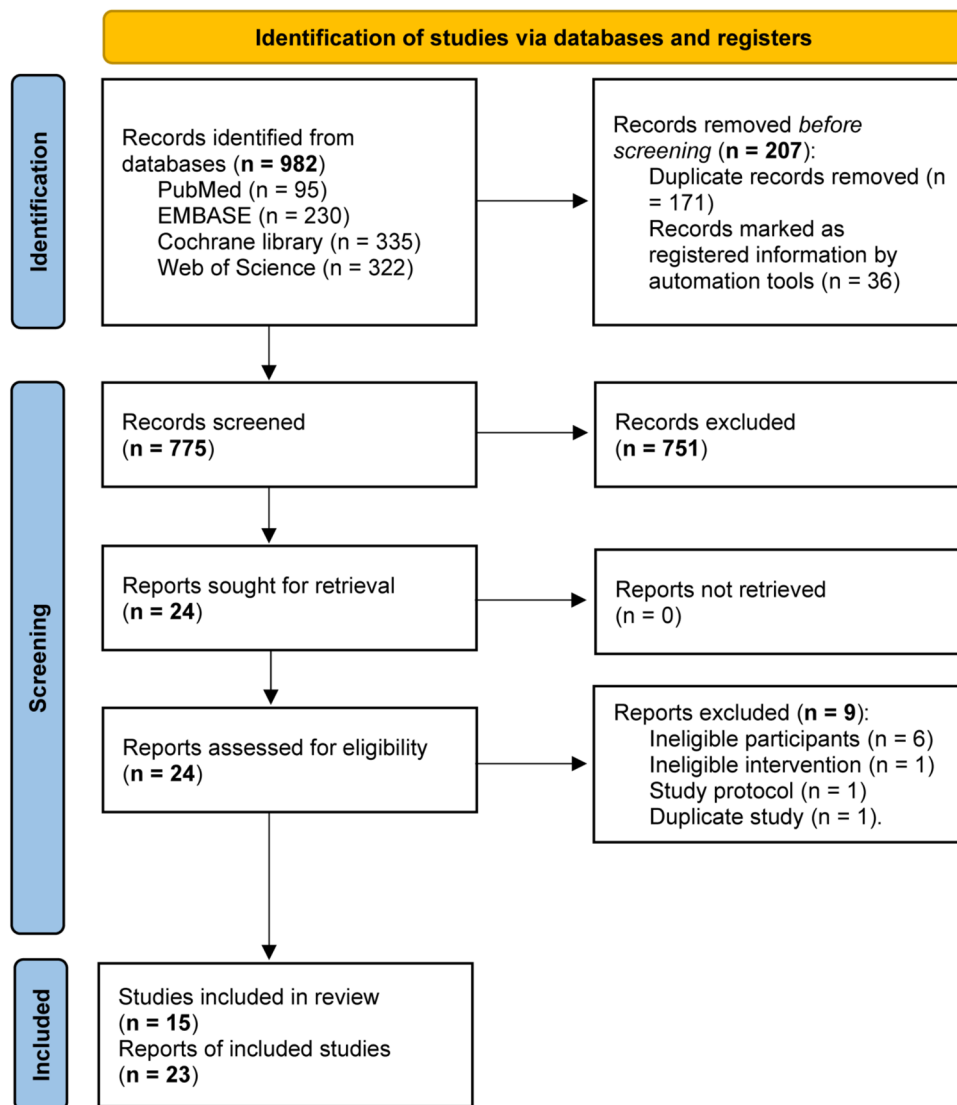 Identification of studies via databases and registers
Identification
Records identified from
databases (n = 982)
PubMed (n = 95)
EMBASE (n = 230)
Cochrane library (n = 335)
Web of Science (n = 322)
Records removed before
screening (n = 207):
Duplicate records removed (n
= 171)
Records marked as
registered information by
automation tools (n = 36)
Screening
Records screened
(n = 775)
Records excluded
(n = 751)
Reports sought for retrieval
(n = 24)
Reports not retrieved
(n = 0)
Reports assessed for eligibility
(n = 24)
Reports excluded (n = 9):
Ineligible participants (n = 6)
Ineligible intervention (n = 1)
Study protocol (n = 1)
Duplicate study (n = 1).
Included
Studies included in review
(n = 15)
Reports of included studies
(n = 23)